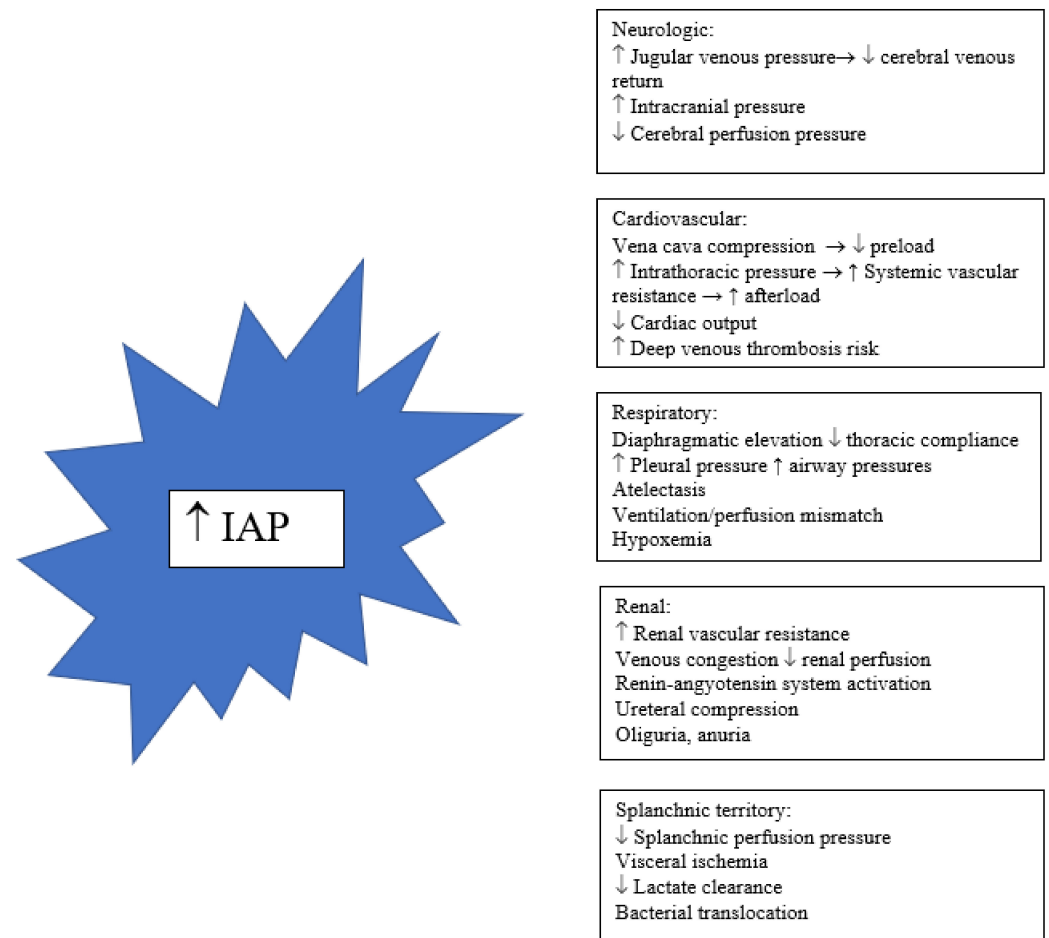 Neurologic:
↑ Jugular venous pressure→ ↓ cerebral venous
return
↑ Intracranial pressure
↓ Cerebral perfusion pressure
Cardiovascular:
Vena cava compression → ↓ preload
↑ Intrathoracic pressure → ↑ Systemic vascular
resistance → ↑ afterload
↓ Cardiac output
↑ Deep venous thrombosis risk
↑ IAP
Respiratory:
Diaphragmatic elevation ↓ thoracic compliance
↑ Pleural pressure ↑ airway pressures
Atelectasis
Ventilation/perfusion mismatch
Hypoxemia
Renal:
↑ Renal vascular resistance
Venous congestion ↓ renal perfusion
Renin-angyotensin system activation
Ureteral compression
Oliguria, anuria
Splanchnic territory:
↓ Splanchnic perfusion pressure
Visceral ischemia
↓ Lactate clearance
Bacterial translocation